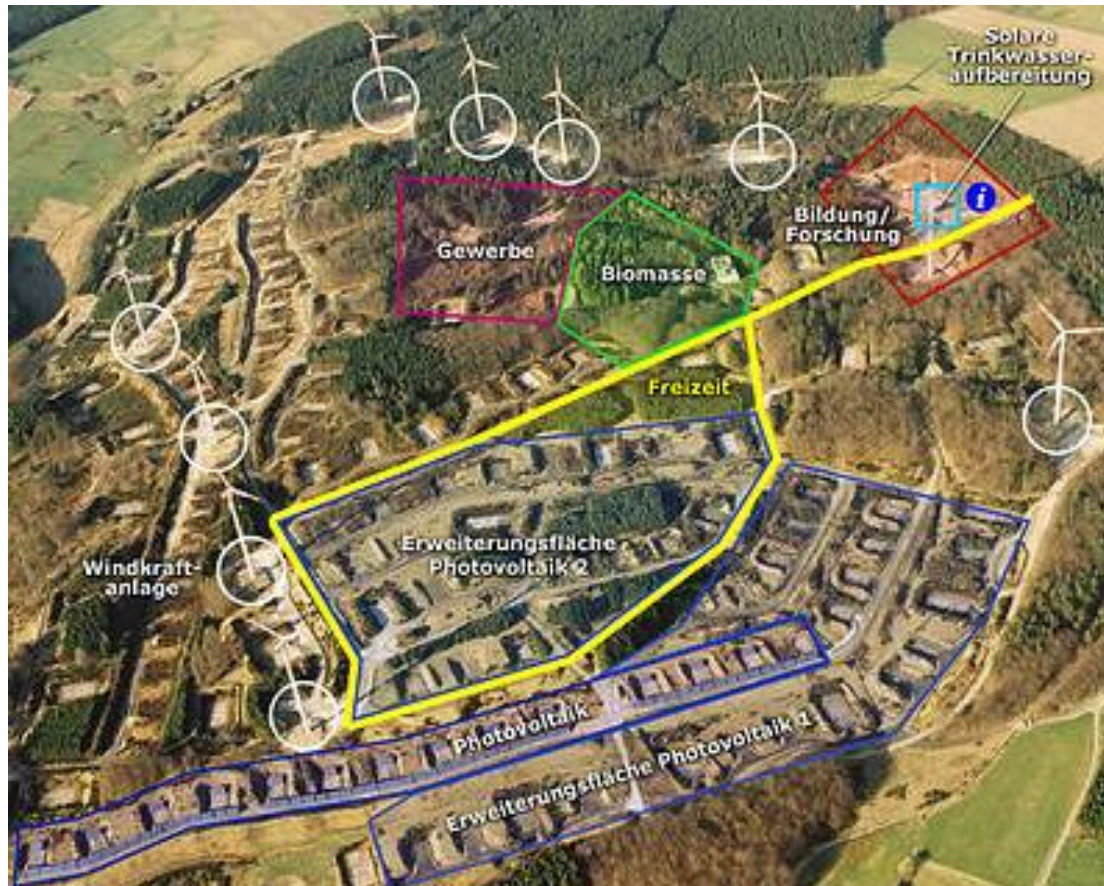 Solare
Trinkwasser-
aufbereitung
i
Bildung/
Forschung
Gewerbe
Biomasse
Freizeit
Erweiterungsfläche
Photovoltaik 2
Windkraft-
anlage
Photovoltaik
Erweiterungsfläche Photovoltaik 1